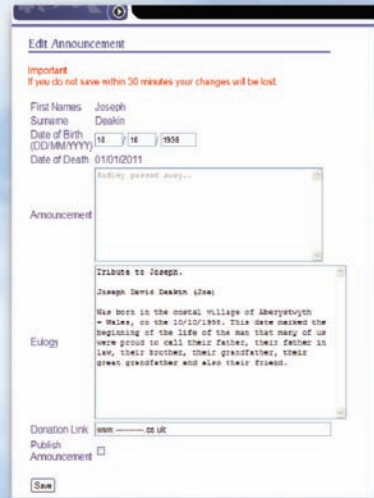 Edit Announcement
Important
If you do not save within 30 minutes your changes will be lost.
First Names Joseph
Surname Deakin
Date of Birth
(DD/MM/YYYY) 10 / 10 / 1938
Date of Death 01/01/2011
Announcement
Sadley passed away..
Eulogy
Tribute to Joseph.
Joseph David Deakin (Joe)
Was born in the costal village of Aberystwyth
- Wales, on the 10/10/1938. This date marked the
beginning of the life of the man that many of us
were proud to call their father, their father in
law, their brother, their grandfather, their
great grandfather and also their friend.
Donation Link www.----------.co.uk
Publish
Announcement
Save